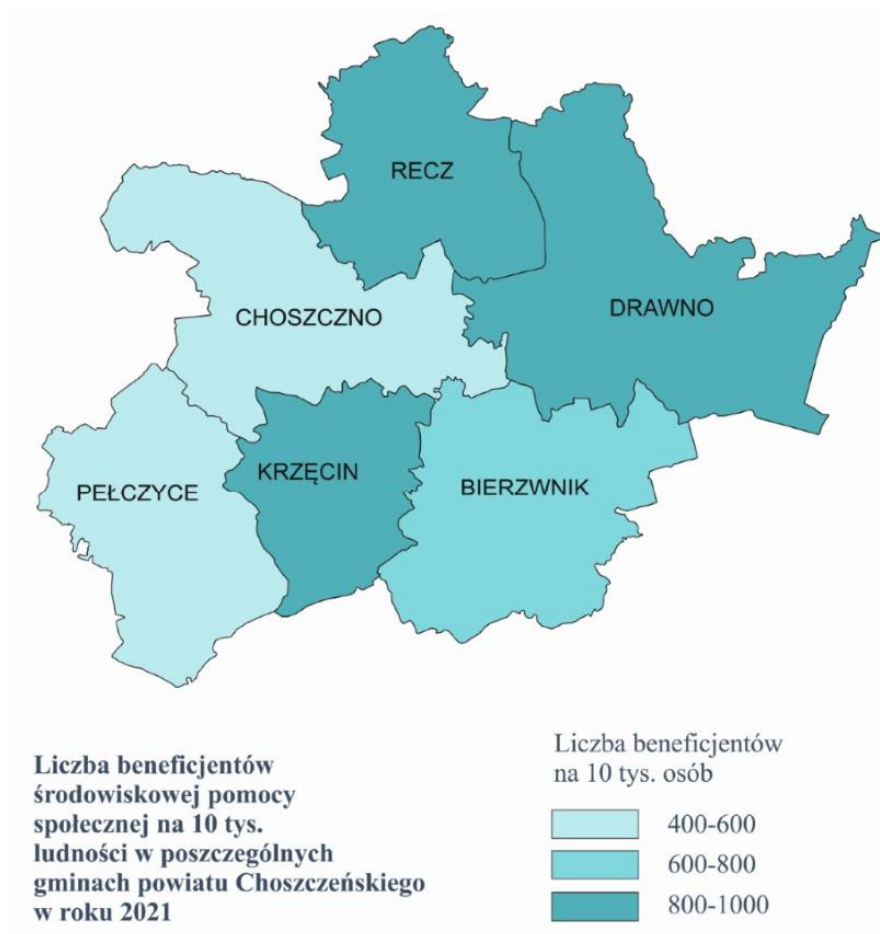 RECZ
DRAWNO
CHOSZCZNO
KRZĘCIN
PEŁCZYCE
BIERZWNIK
Liczba beneficjentów
środowiskowej pomocy
społecznej na 10 tys.
ludności w poszczególnych
gminach powiatu Choszczeńskiego
w roku 2021
Liczba beneficjentów
na 10 tys. osób
400-600
600-800
800-1000